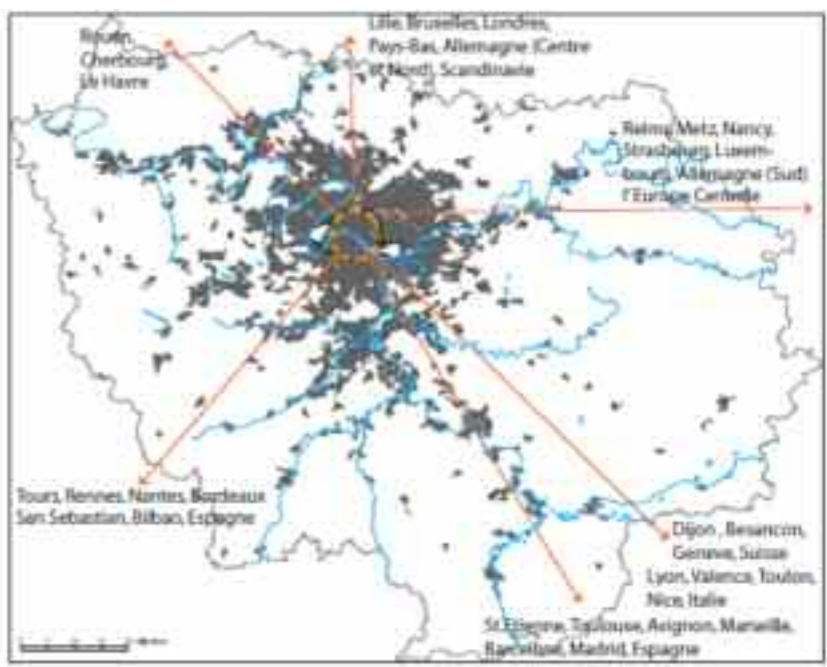 Rouen,
Cherbourg,
Le Havre
Lille, Bruxelles, Londres,
Pays-Bas, Allemagne (Centre
et Nord), Scandinavie
Reims, Metz, Nancy,
Strasbourg, Luxem-
bourg, Allemagne (Sud)
l'Europe Centrale
Tours, Rennes, Nantes, Bordeaux
San Sebastian, Bilbao, Espagne
Dijon, Besancon,
Geneve, Suisse
Lyon, Valence, Toulon,
Nice, Italie
St Etienne, Toulouse, Avignon, Marseille,
Barcelone, Madrid, Espagne